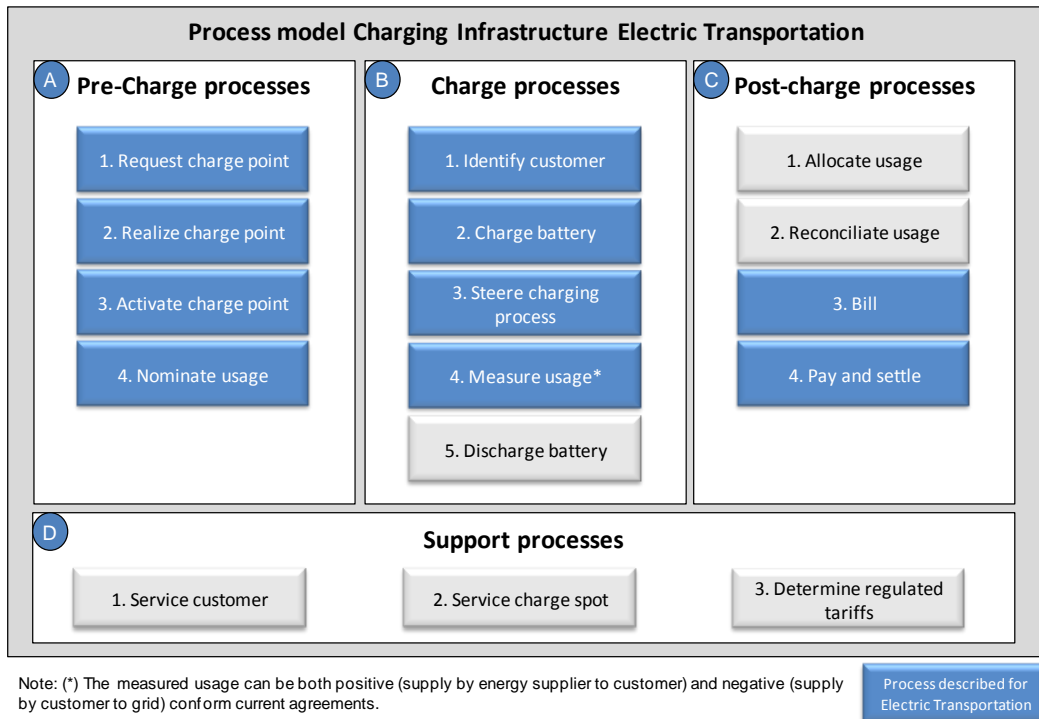 Process model Charging Infrastructure Electric Transportation
A
Pre-Charge processes
1. Request charge point
2. Realize charge point
3. Activate charge point
4. Nominate usage
B
Charge processes
1. Identify customer
2. Charge battery
3. Steere charging
process
4. Measure usage*
5. Discharge battery
C
Post-charge processes
1. Allocate usage
2. Reconciliate usage
3. Bill
4. Pay and settle
D
Support processes
1. Service customer
2. Service charge spot
3. Determine regulated
tariffs
Note: (*) The measured usage can be both positive (supply by energy supplier to customer) and negative (supply
by customer to grid) conform current agreements.
Process described for
Electric Transportation